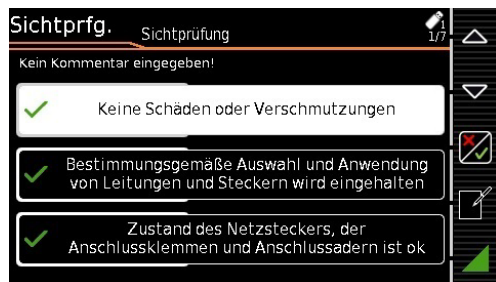 Sichtprfg.
Sichtprüfung
1
1/7
Kein Kommentar eingegeben!
Keine Schäden oder Verschmutzungen
Bestimmungsgemäße Auswahl und Anwendung
von Leitungen und Steckern wird eingehalten
Zustand des Netzsteckers, der
Anschlussklemmen und Anschlussadern ist ok